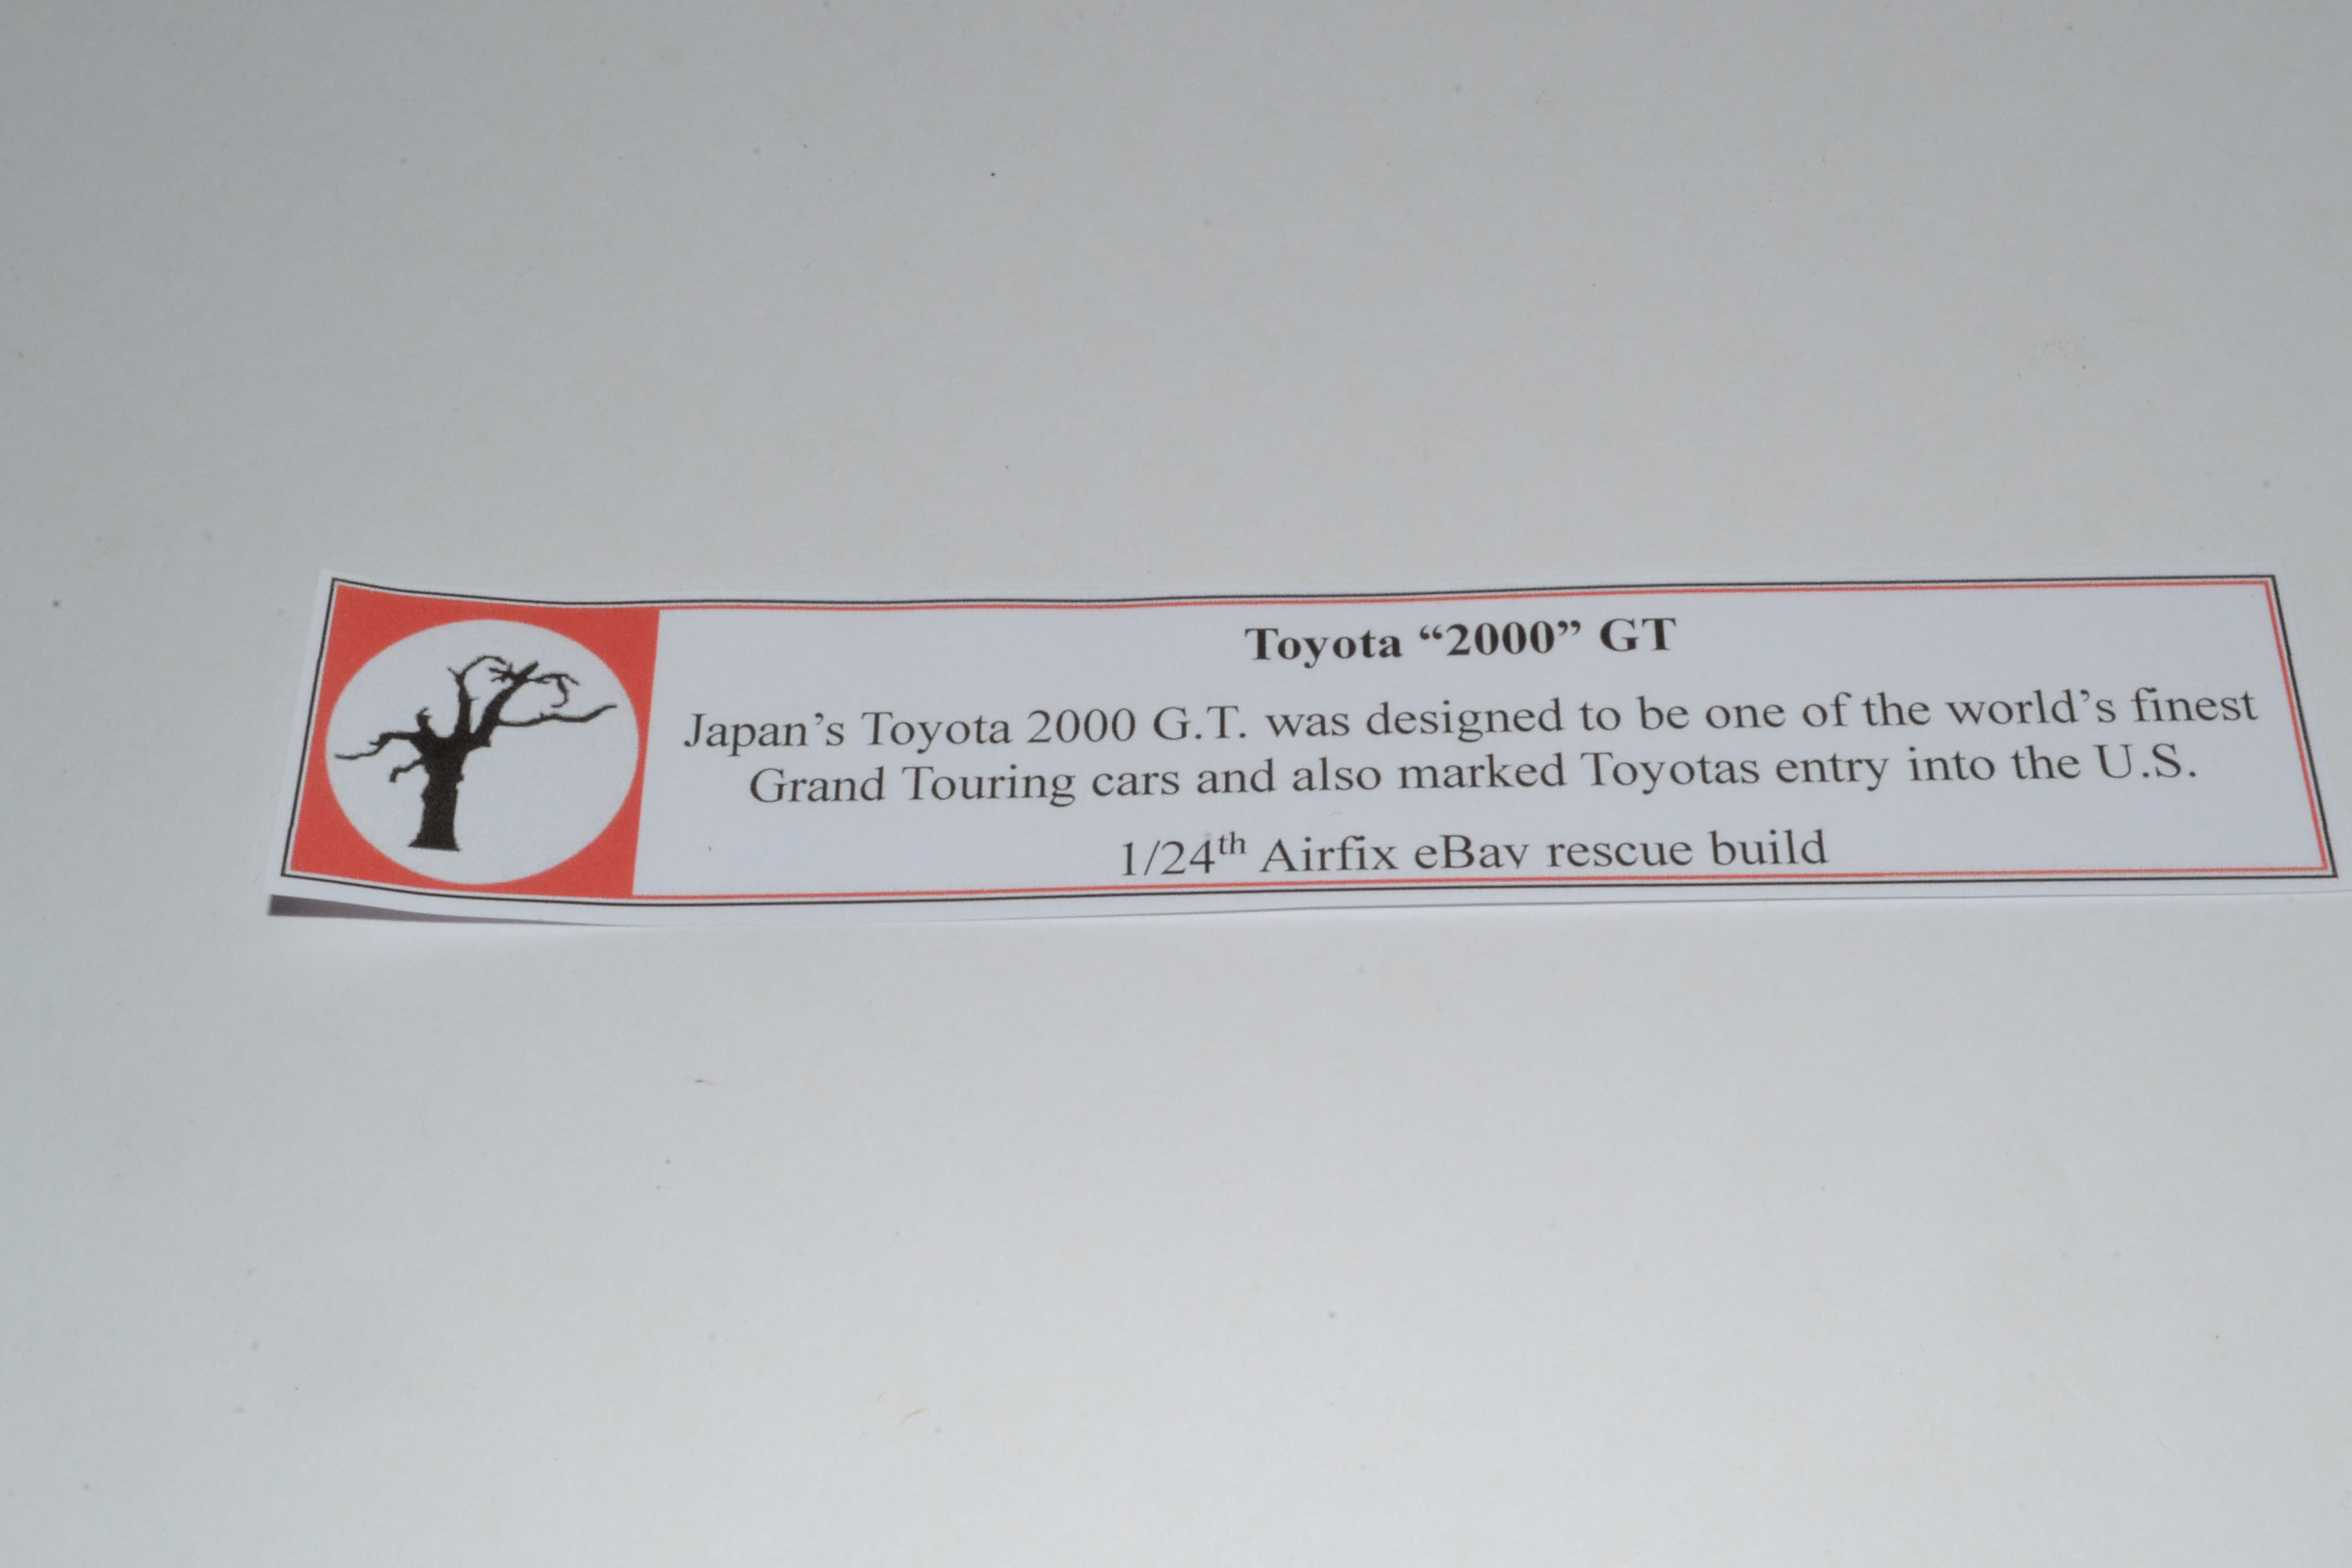 Toyota “2000” GT
Japan’s Toyota 2000 G.T. was designed to be one of the world’s finest
Grand Touring cars and also marked Toyotas entry into the U.S.
1/24th Airfix eBay rescue build